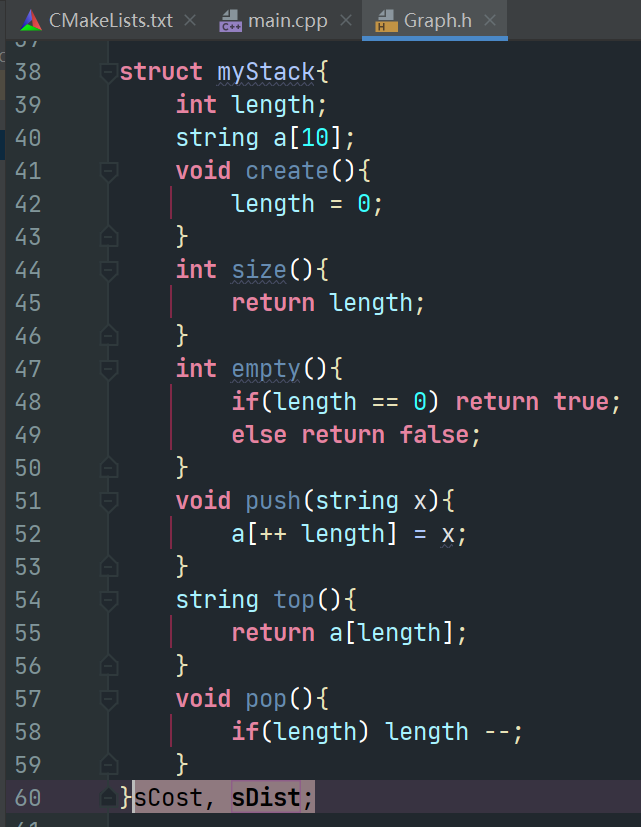 CMakeLists.txt main.cpp Graph.h
37
38 struct myStack{
39 int length;
40 string a[10];
41 void create(){
42 length = 0;
43 }
44 int size(){
45 return length;
46 }
47 int empty(){
48 if(length == 0) return true;
49 else return false;
50 }
51 void push(string x){
52 a[++ length] = x;
53 }
54 string top(){
55 return a[length];
56 }
57 void pop(){
58 if(length) length --;
59 }
60 }sCost, sDist;